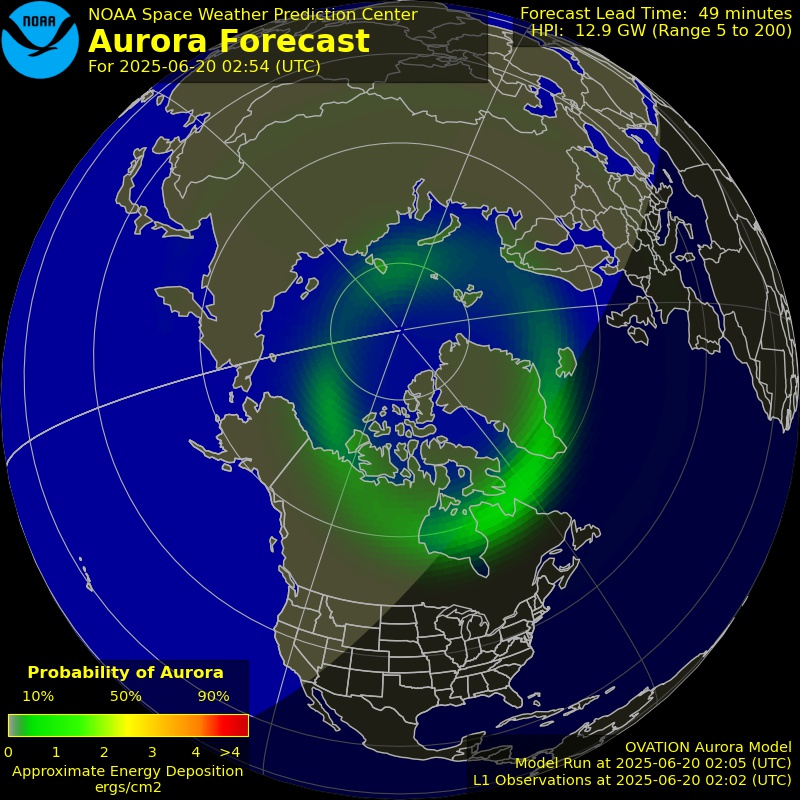 NOAA
NOAA Space Weather Prediction Center
Aurora Forecast
For 2025-06-20 02:54 (UTC)
Forecast Lead Time: 49 minutes
HPI: 12.9 GW (Range 5 to 200)
Probability of Aurora
10% 50% 90%
0 1 2 3 4 >4
Approximate Energy Deposition
ergs/cm2
OVATION Aurora Model
Model Run at 2025-06-20 02:05 (UTC)
L1 Observations at 2025-06-20 02:02 (UTC)